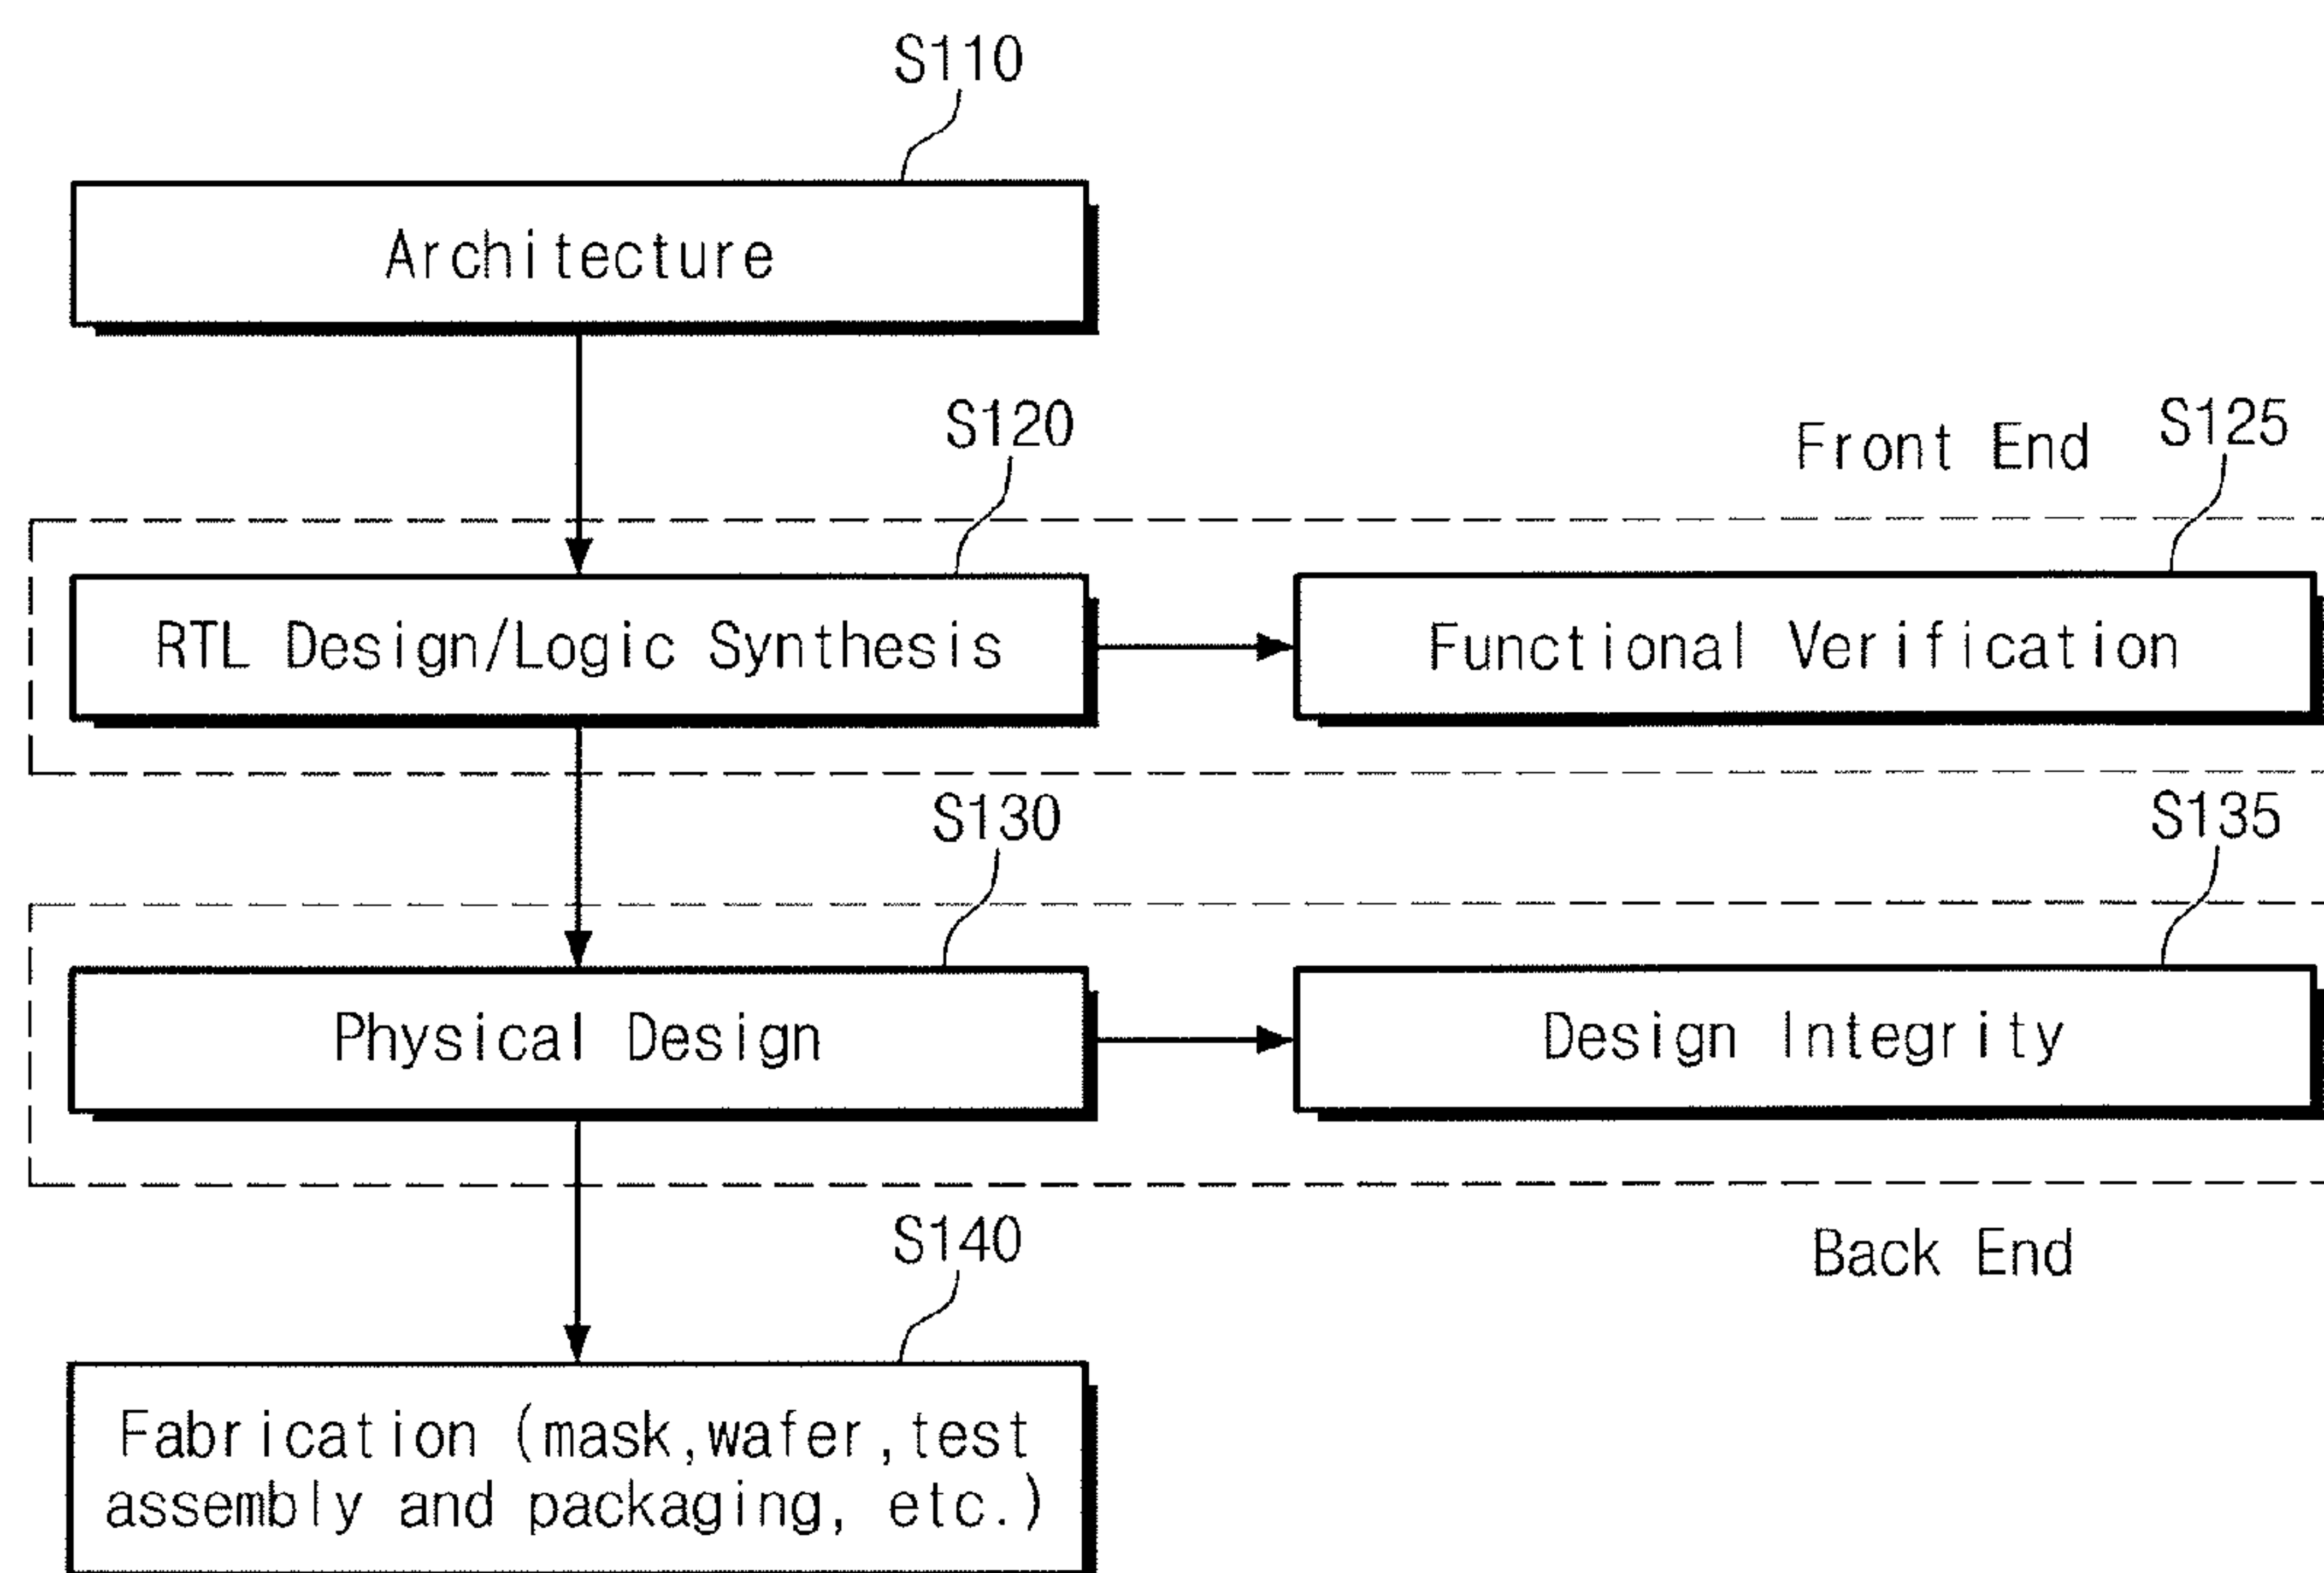 S110
Architecture
S120
Front End
S125
RTL Design/Logic Synthesis
Functional Verification
S130
S135
Physical Design
Design Integrity
S140
Back End
Fabrication (mask,wafer,test
assembly and packaging, etc.)